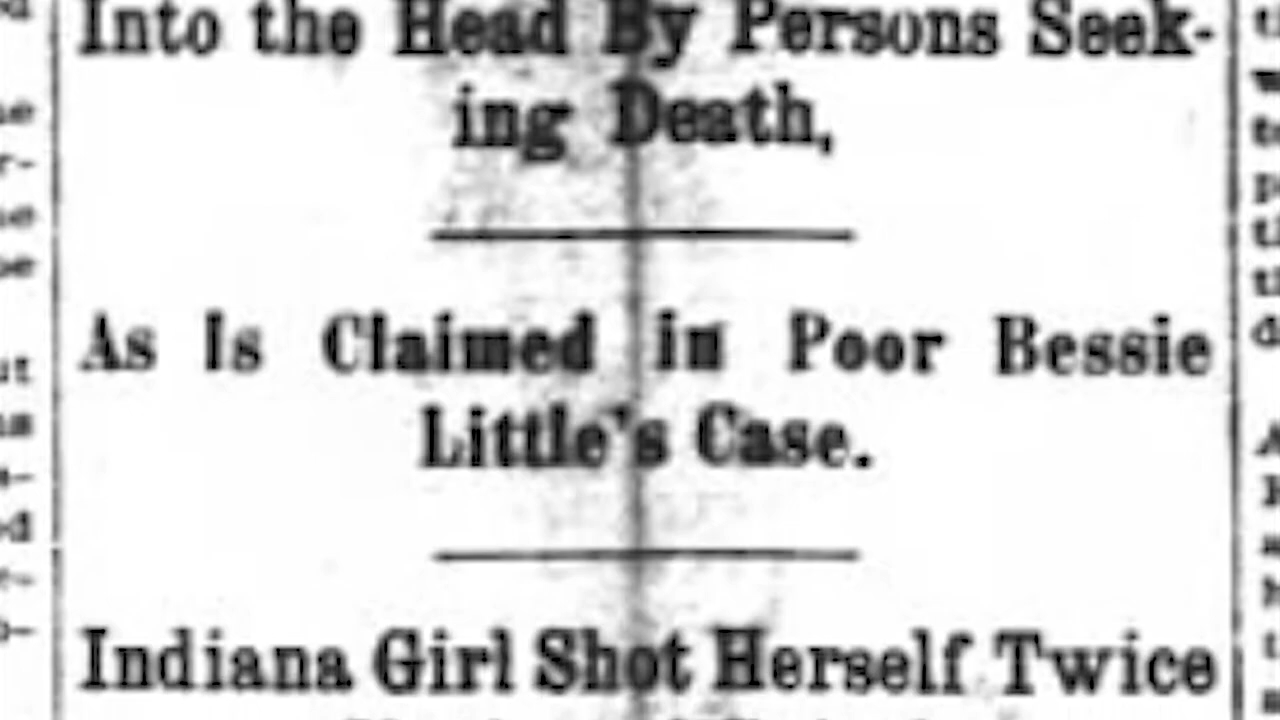 Into the Head By Persons Seek-
ing Death,
As Is Claimed in Poor Bessie
Little's Case.
Indiana Girl Shot Herself Twice